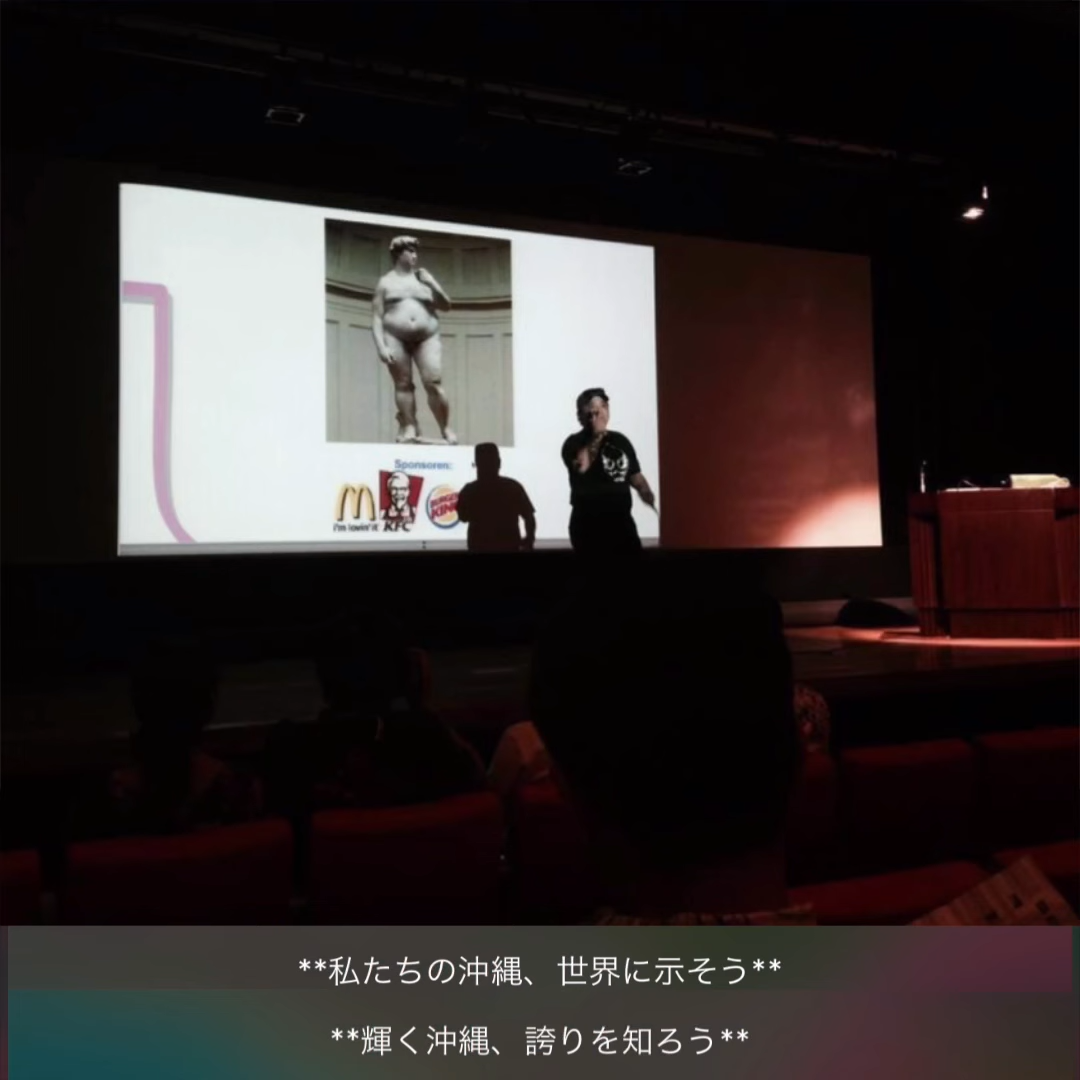 Sponsoren:
i'm lovin' it
KFC
BURGER
KING
**私たちの沖縄、世界に示そう**
**輝く沖縄、誇りを知ろう**